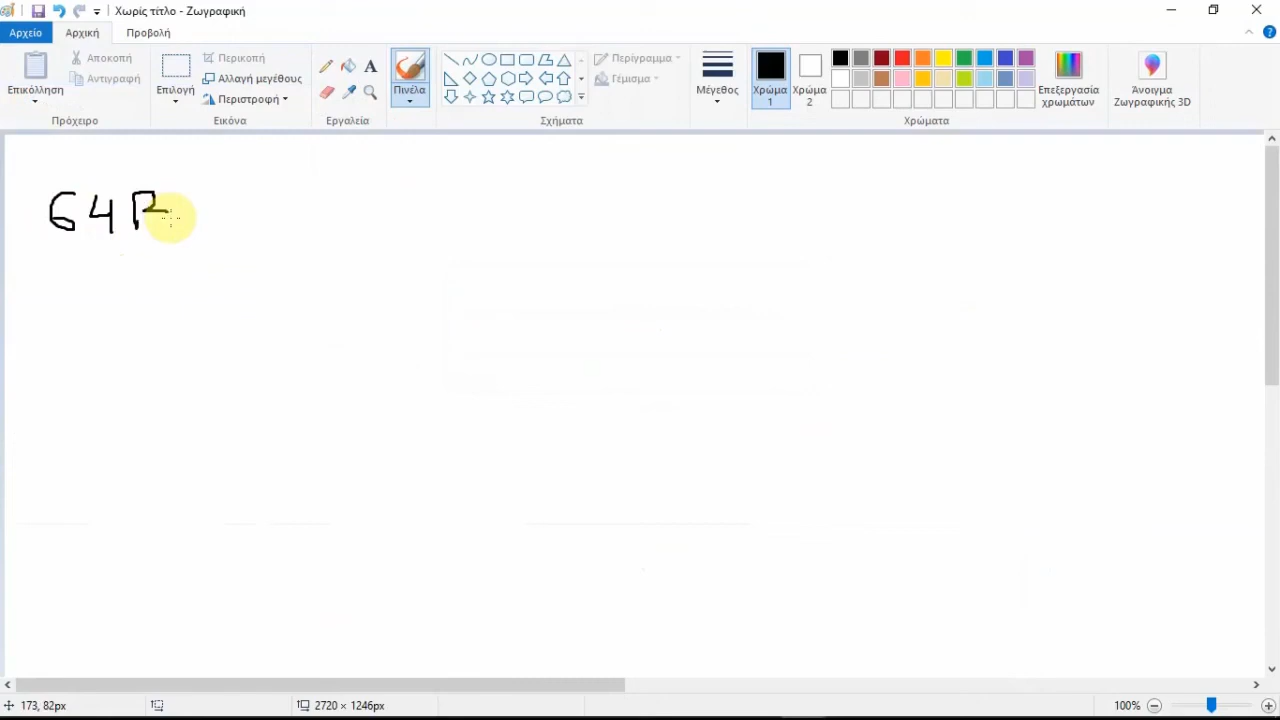 Χωρίς τίτλο - Ζωγραφική
Αρχείο Αρχική Προβολή
Επικόλληση
Αποκοπή
Αντιγραφή
Πρόχειρο
Επιλογή
Περικοπή
Αλλαγή μεγέθους
Περιστροφή
Εικόνα
A
Εργαλεία
Πινέλα
Περίγραμμα
Γέμισμα
Σχήματα
Μέγεθος
Χρώμα 1
Χρώμα 2
Επεξεργασία χρωμάτων
Χρώματα
Άνοιγμα Ζωγραφικής 3D
64
173, 82px 2720 × 1246px 100%